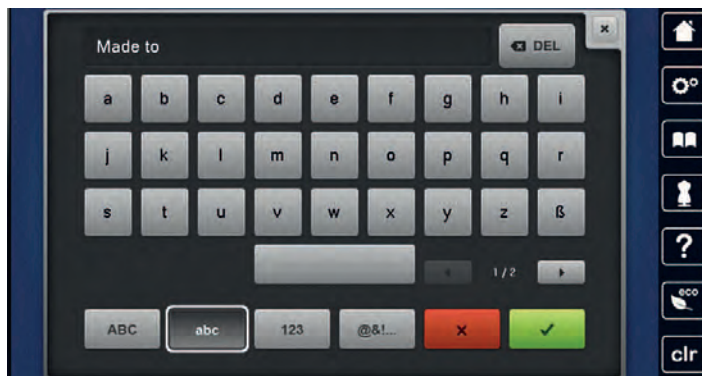 Made to
DEL
a b c d e f g h i
j k l m n o p q r
s t u v w x y z ß
1 / 2
ABC abc 123 @&!...
?
eco
clr